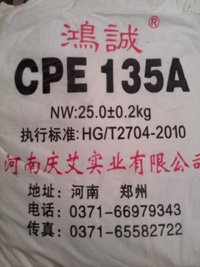 鴻誠®
CPE 135A
NW:25.0±0.2kg
执行标准:HG/T2704-2010
河南庆艾实业有限公司
地址: 河南 郑州
电话: 0371-66979343
传真: 0371-65582722